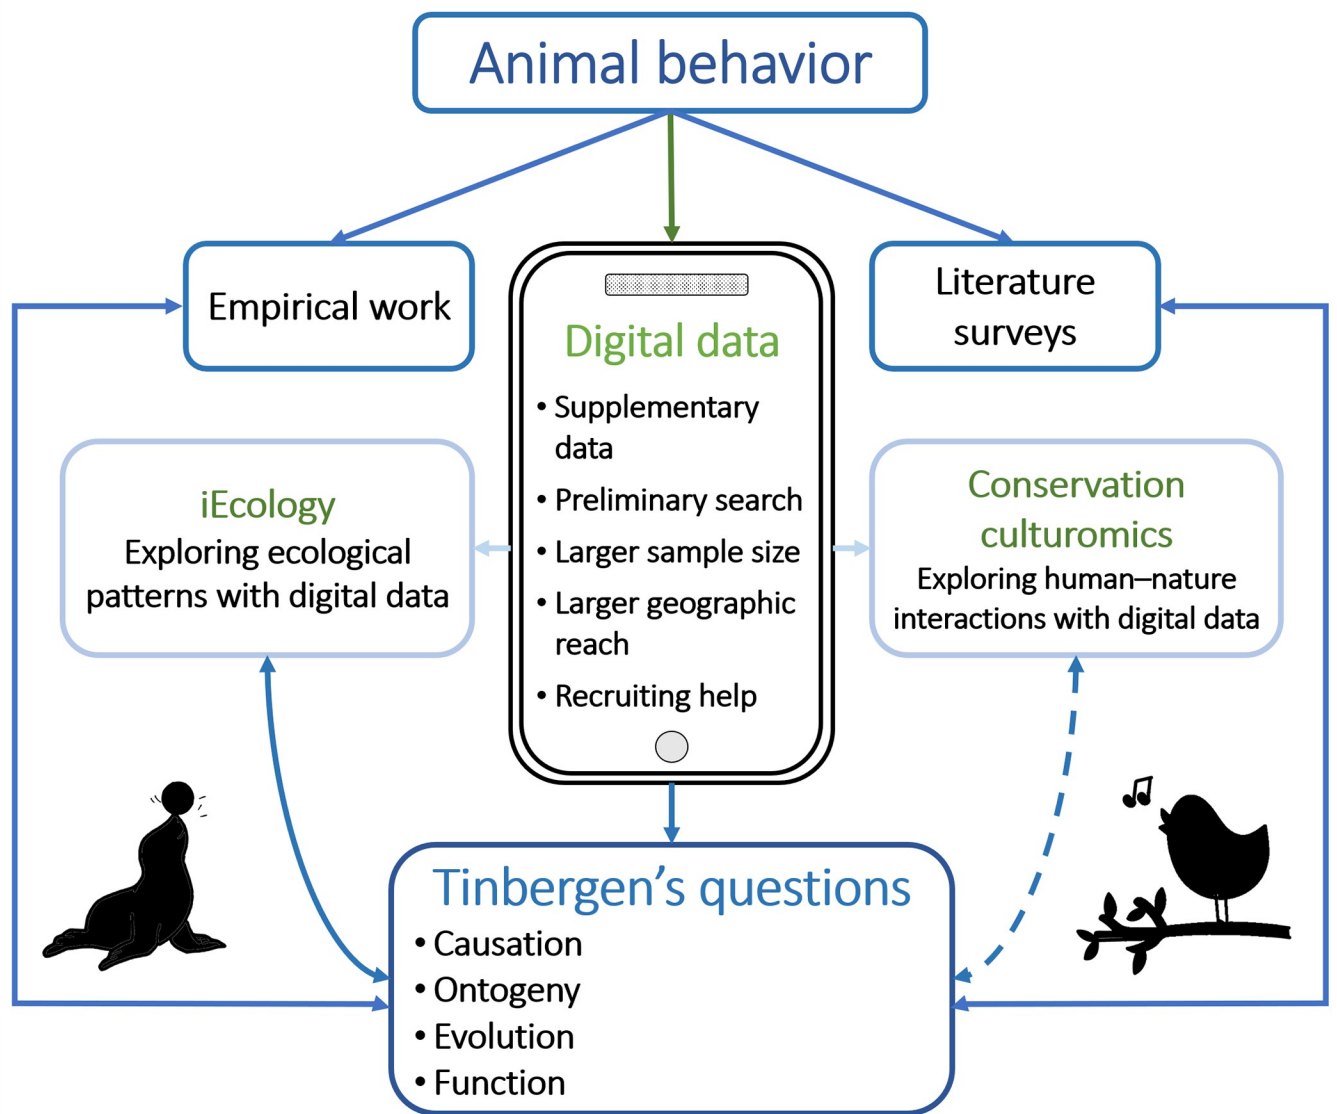 Animal behavior
Empirical work
Literature
surveys
Digital data
• Supplementary
data
• Preliminary search
• Larger sample size
• Larger geographic
reach
• Recruiting help
iEcology
Exploring ecological
patterns with digital data
Conservation
culturomics
Exploring human–nature
interactions with digital data
Tinbergen’s questions
• Causation
• Ontogeny
• Evolution
• Function